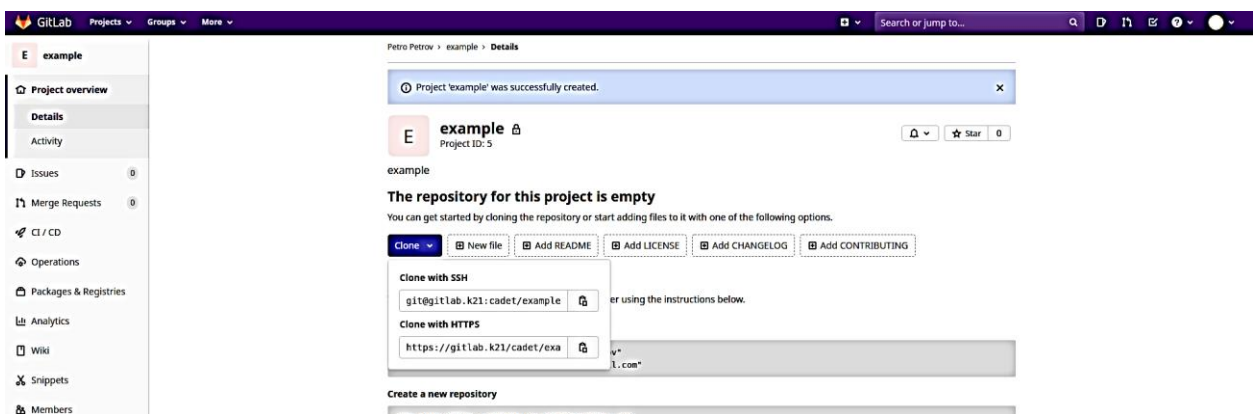 GitLab Projects Groups More Search or jump to...
E example
Project overview
Details
Activity
Issues 0
Merge Requests 0
CI / CD
Operations
Packages & Registries
Analytics
Wiki
Snippets
Members
Petro Petrov > example > Details
Project 'example' was successfully created.
E example
Project ID: 5
Star 0
example
The repository for this project is empty
You can get started by cloning the repository or start adding files to it with one of the following options.
Clone New file Add README Add LICENSE Add CHANGELOG Add CONTRIBUTING
Clone with SSH
git@gitlab.k21:cadet/example
er using the instructions below.
Clone with HTTPS
https://gitlab.k21/cadet/exa
v"
l.com"
Create a new repository